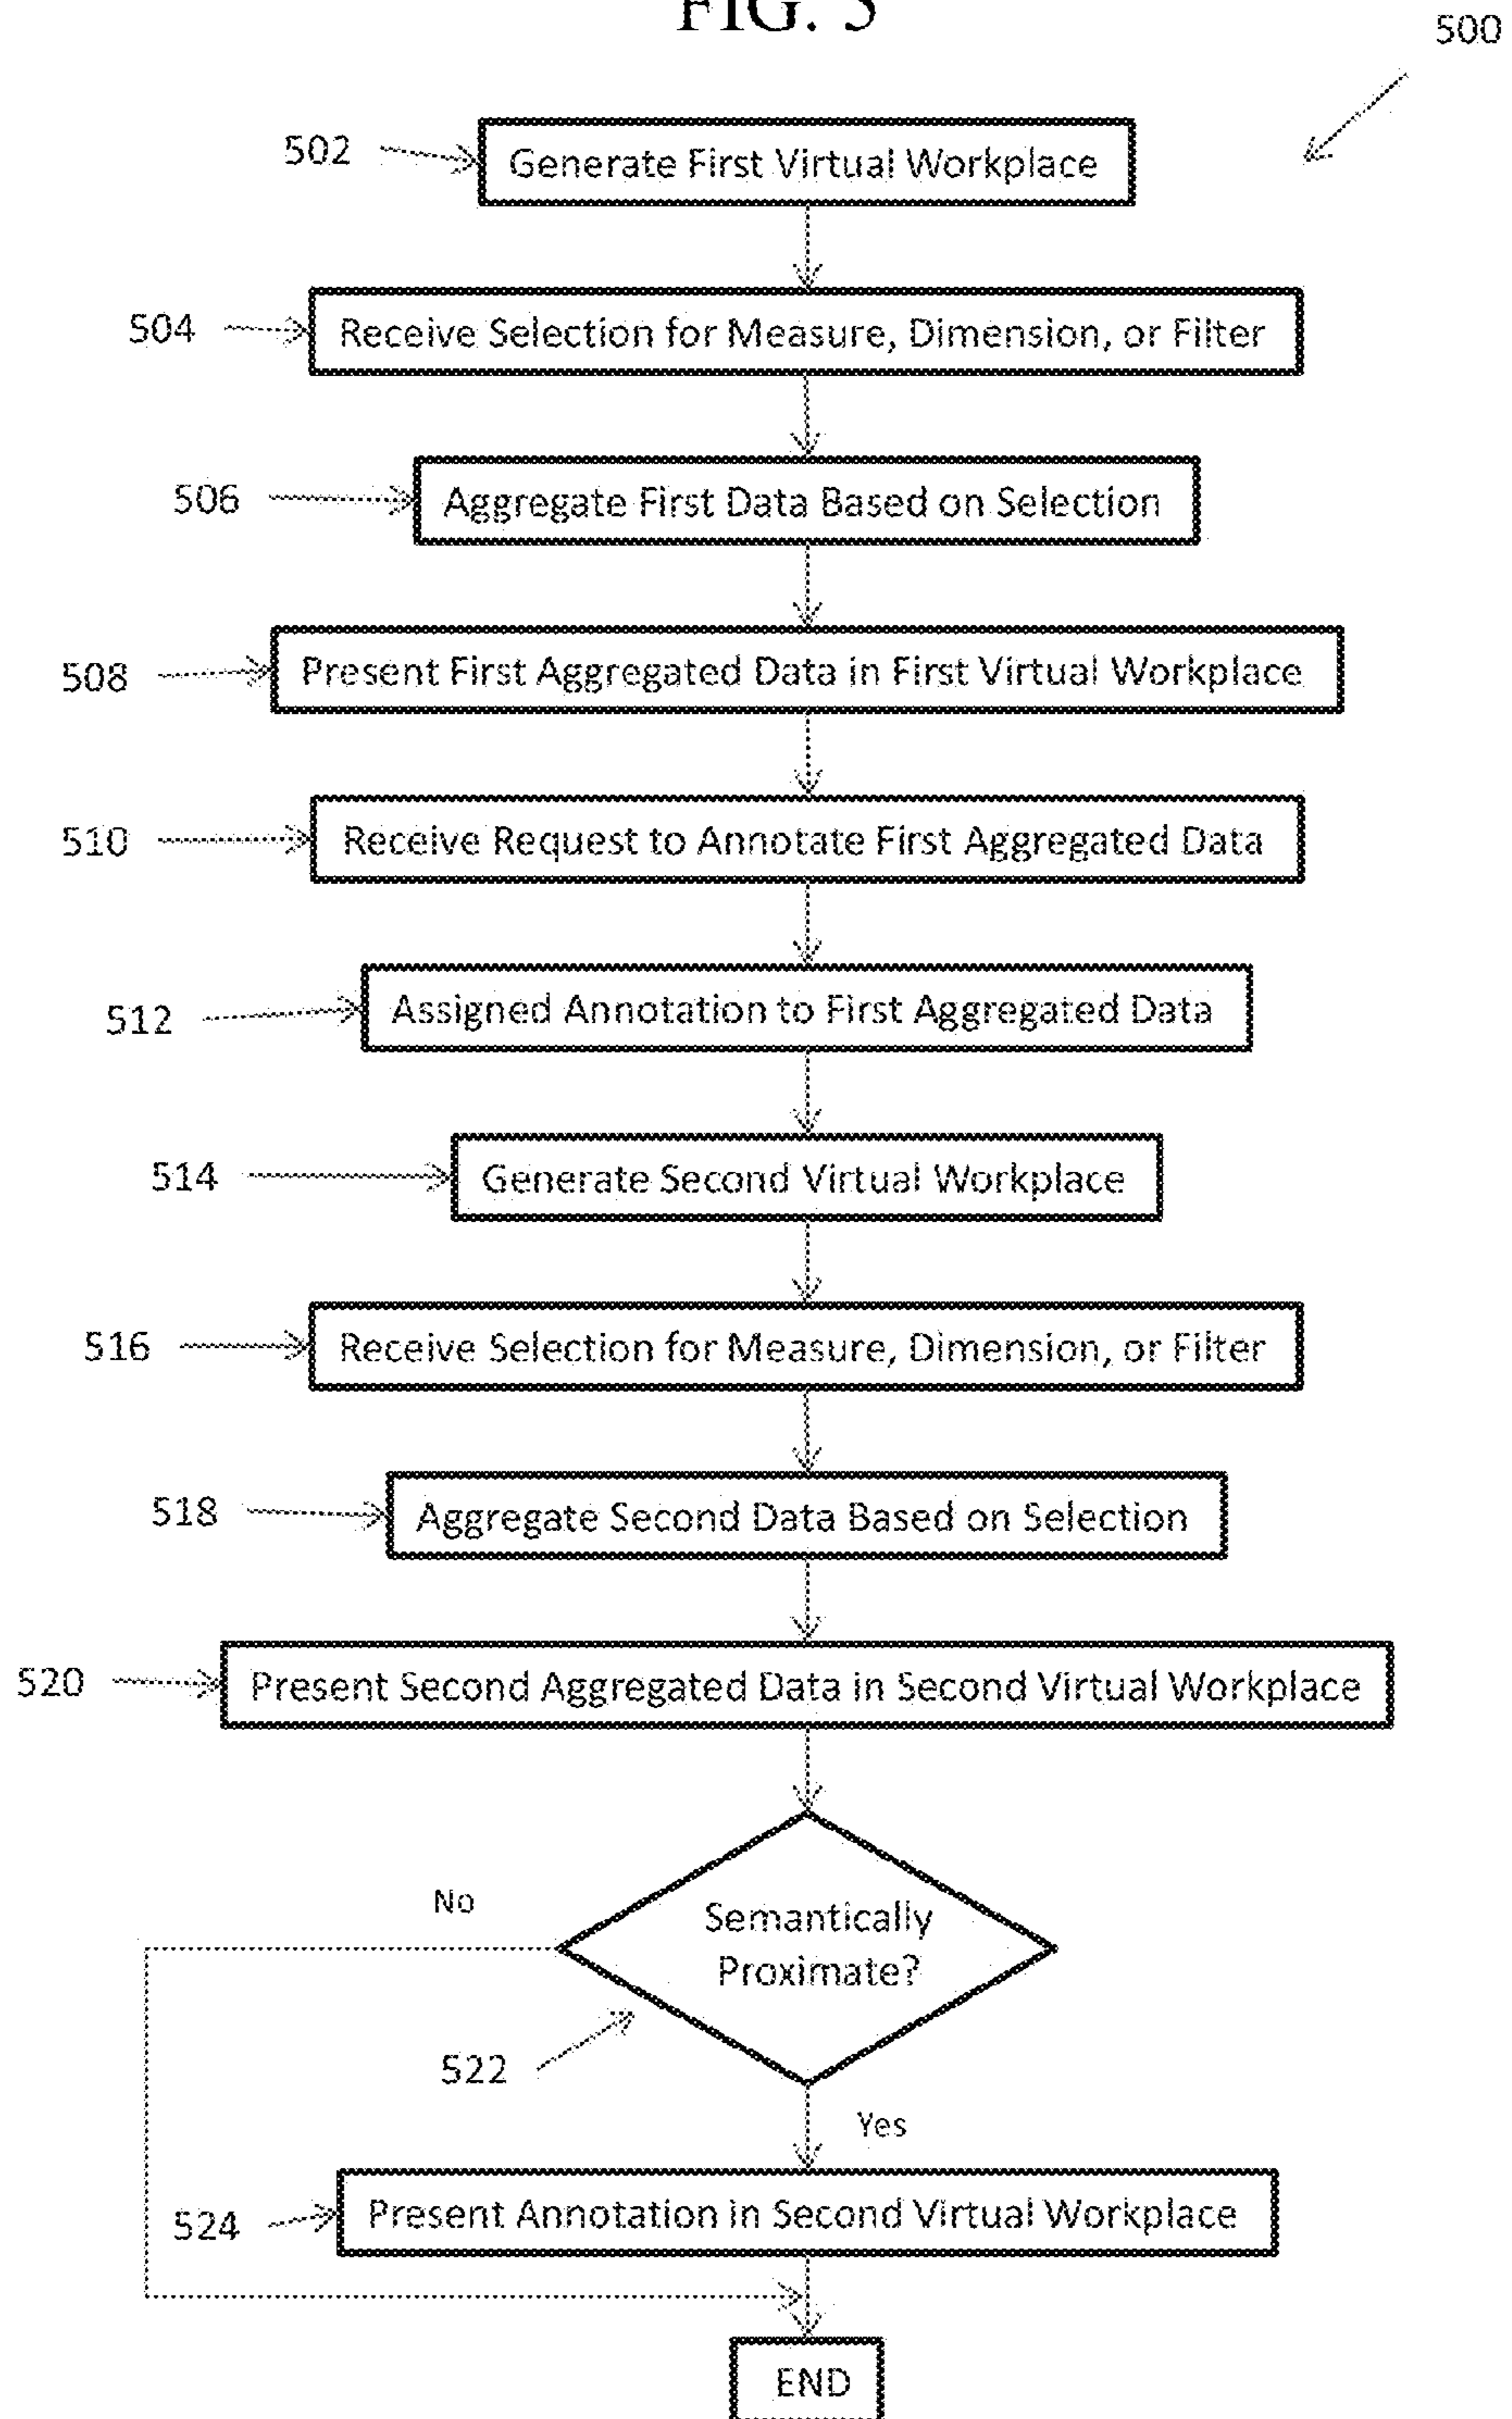 FIG. 5
500
502 Generate First Virtual Workplace
504 Receive Selection for Measure, Dimension, or Filter
506 Aggregate First Data Based on Selection
508 Present First Aggregated Data in First Virtual Workplace
510 Receive Request to Annotate First Aggregated Data
512 Assigned Annotation to First Aggregated Data
514 Generate Second Virtual Workplace
516 Receive Selection for Measure, Dimension, or Filter
518 Aggregate Second Data Based on Selection
520 Present Second Aggregated Data in Second Virtual Workplace
No
Semantically
Proximate?
522
Yes
524 Present Annotation in Second Virtual Workplace
END